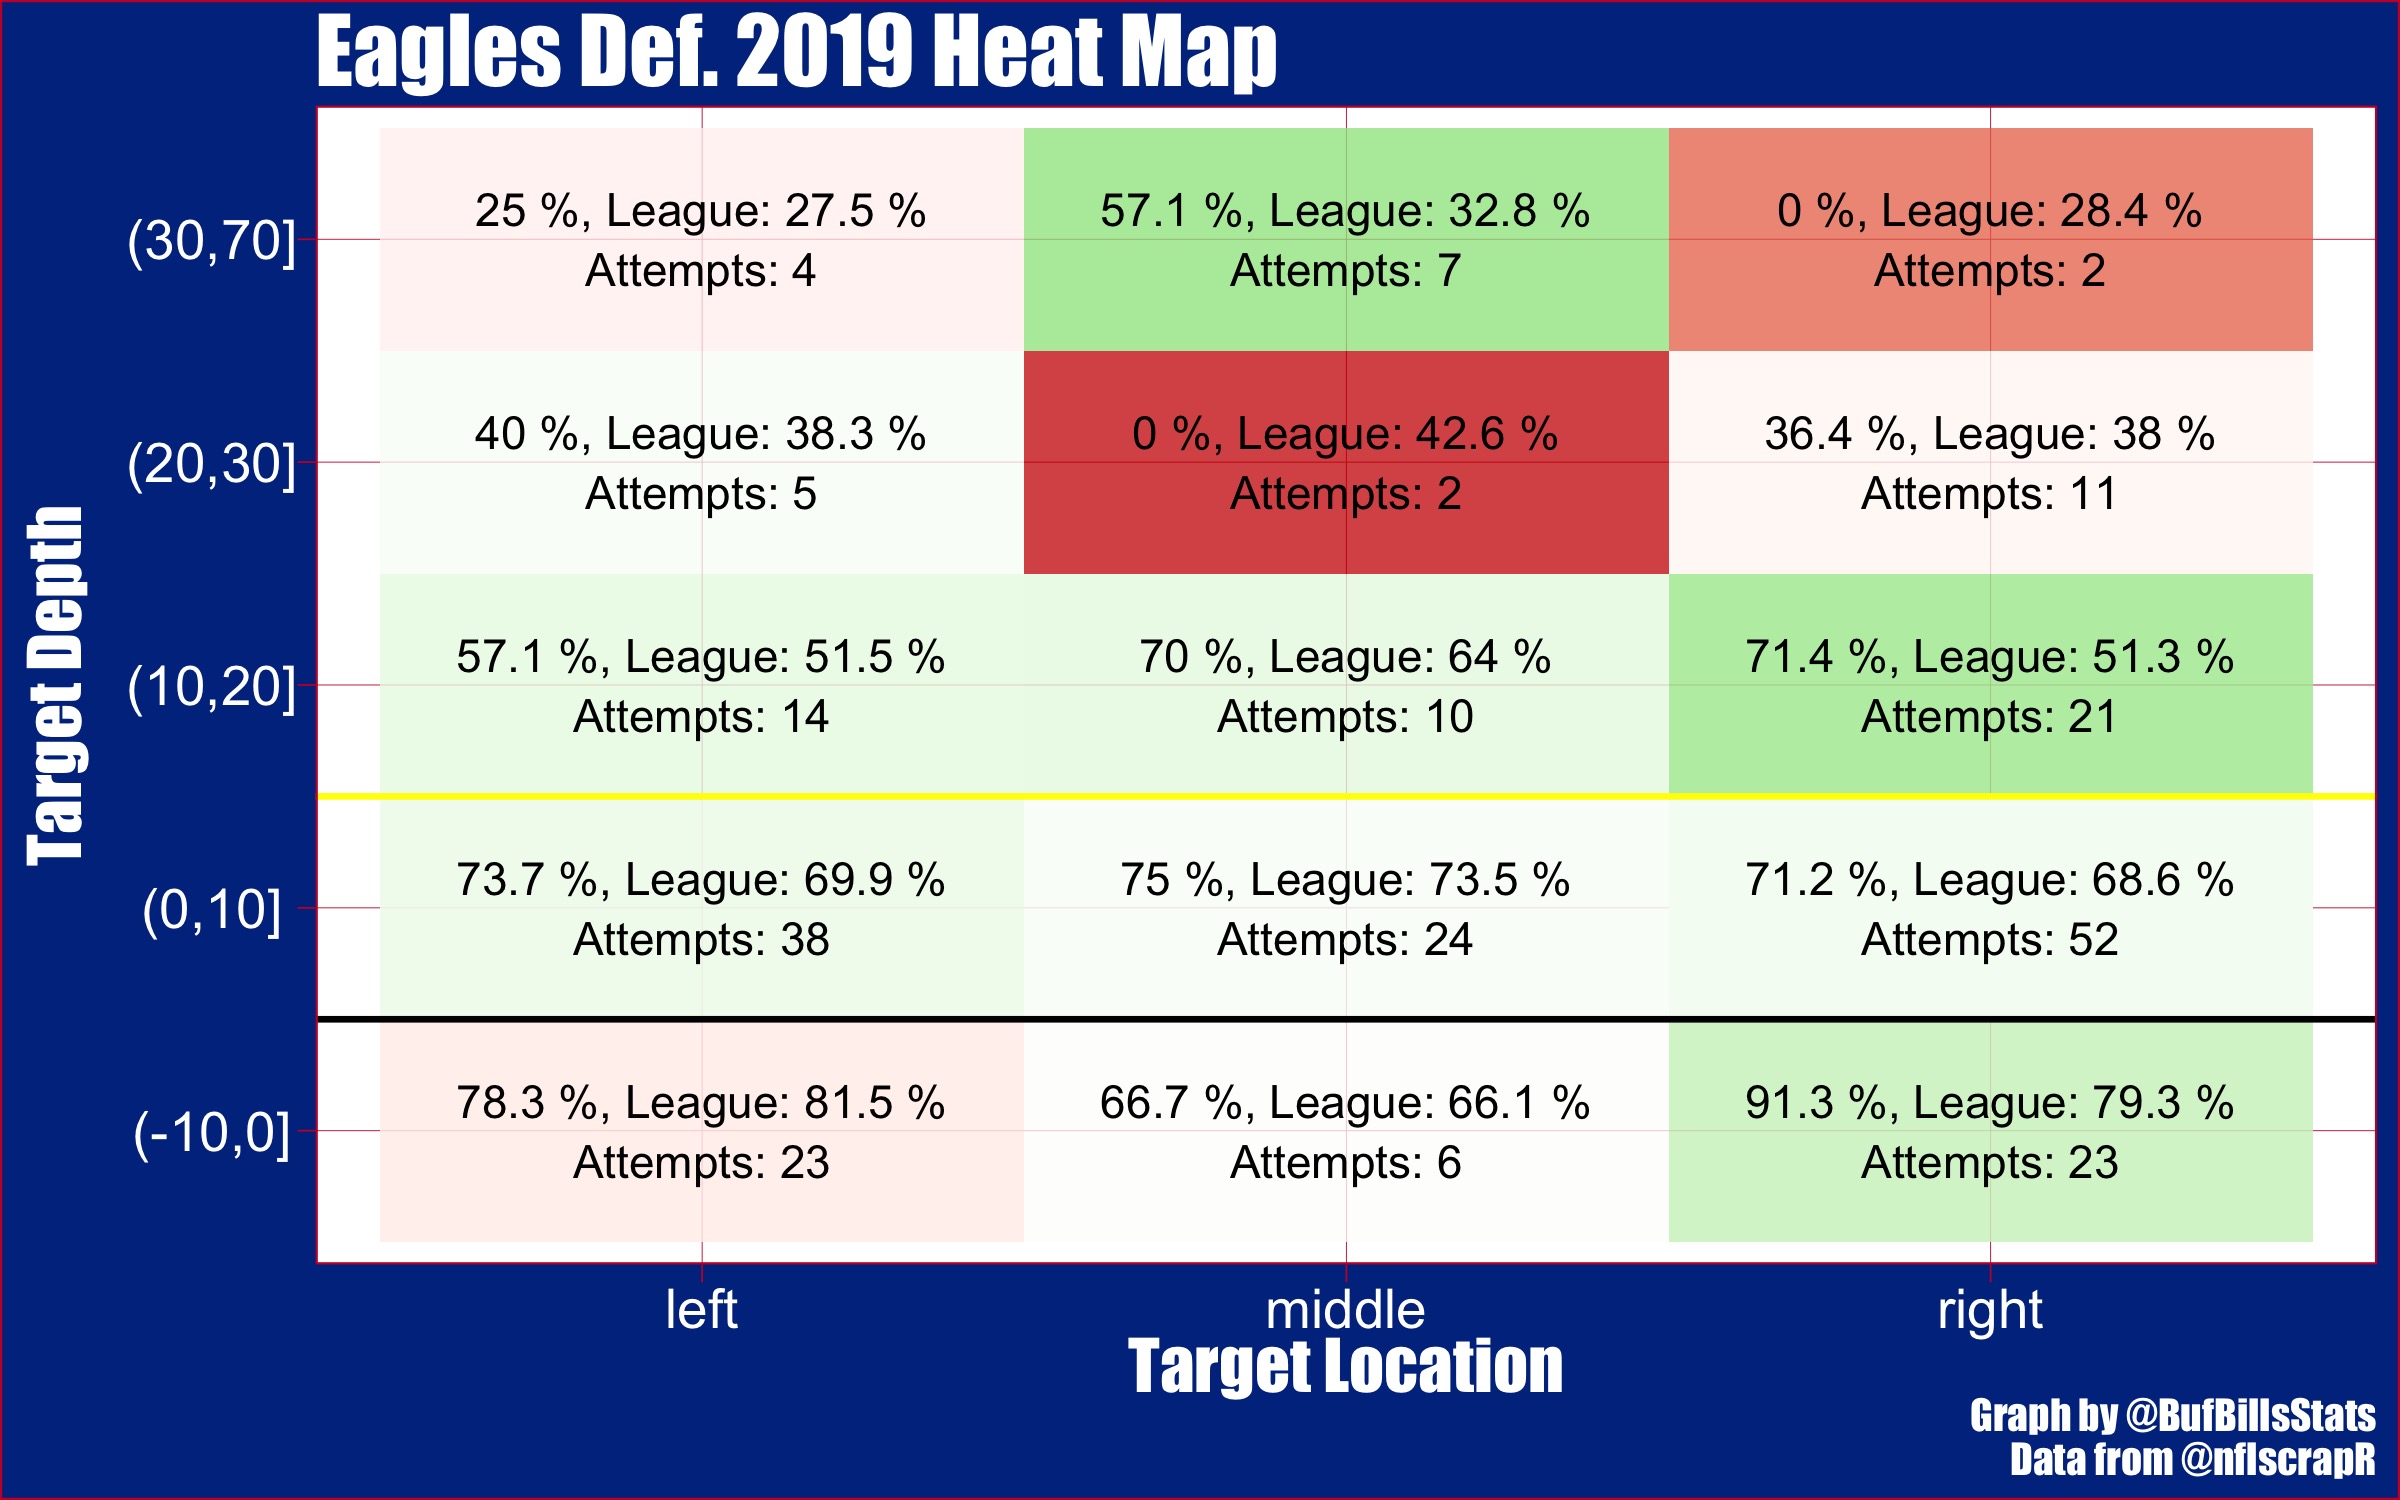 Eagles Def. 2019 Heat Map
Target Depth
(30,70]
25 %, League: 27.5 %
Attempts: 4
57.1 %, League: 32.8 %
Attempts: 7
0 %, League: 28.4 %
Attempts: 2
(20,30]
40 %, League: 38.3 %
Attempts: 5
0 %, League: 42.6 %
Attempts: 2
36.4 %, League: 38 %
Attempts: 11
(10,20]
57.1 %, League: 51.5 %
Attempts: 14
70 %, League: 64 %
Attempts: 10
71.4 %, League: 51.3 %
Attempts: 21
(0,10]
73.7 %, League: 69.9 %
Attempts: 38
75 %, League: 73.5 %
Attempts: 24
71.2 %, League: 68.6 %
Attempts: 52
(-10,0]
78.3 %, League: 81.5 %
Attempts: 23
66.7 %, League: 66.1 %
Attempts: 6
91.3 %, League: 79.3 %
Attempts: 23
left
middle
right
Target Location
Graph by @BufBillsStats
Data from @nflscrapR